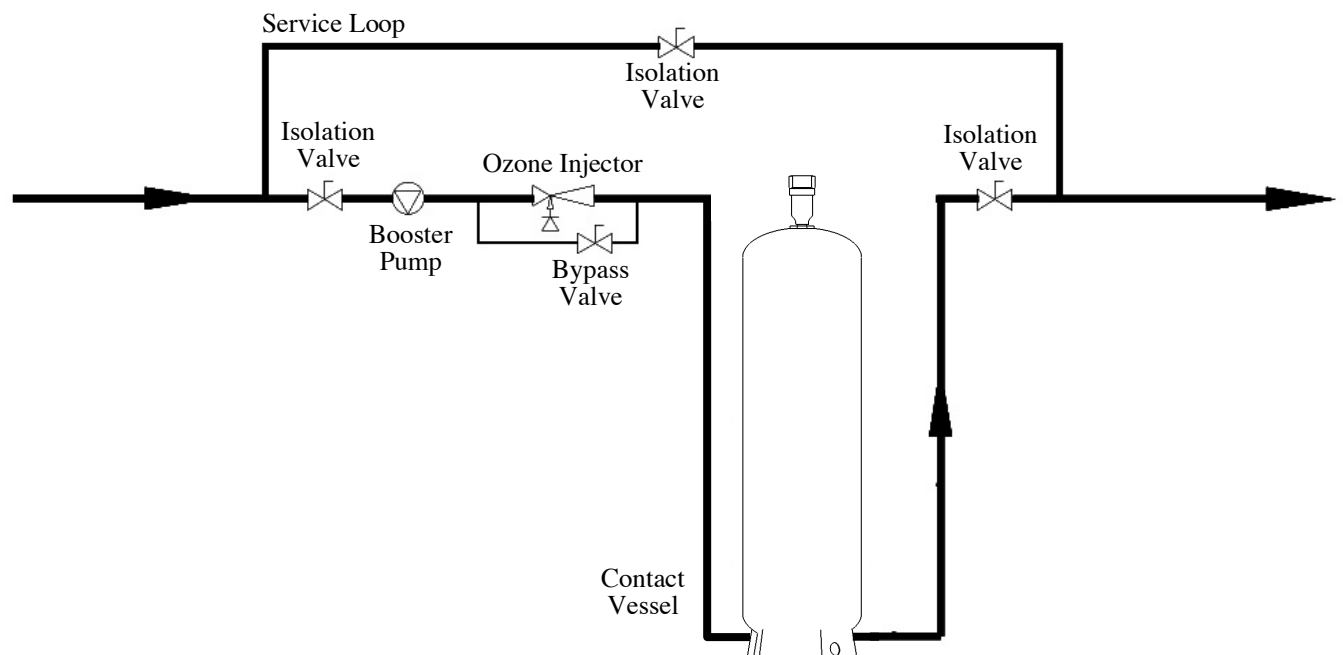 Service Loop
Isolation
Valve
Isolation
Valve
Isolation
Valve
Ozone Injector
Booster
Pump
Bypass
Valve
Contact
Vessel